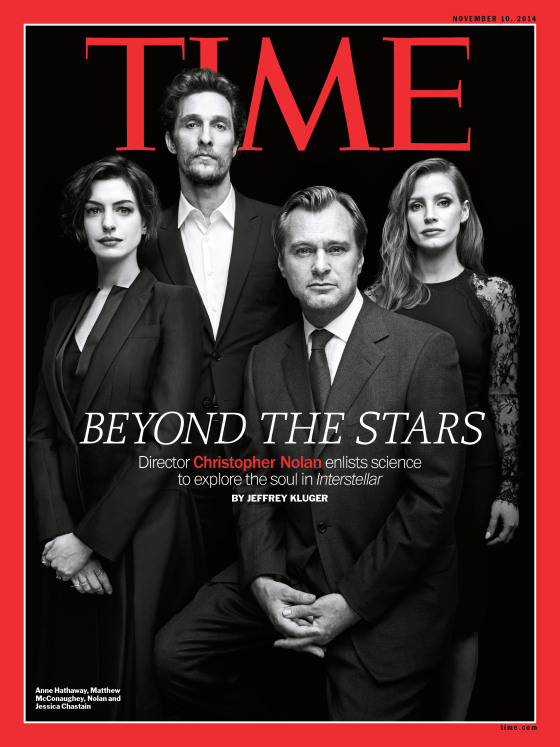 NOVEMBER 10, 2014
TIME
BEYOND THE STARS
Director Christopher Nolan enlists science
to explore the soul in Interstellar
BY JEFFREY KLUGER
Anne Hathaway, Matthew
McConaughey, Nolan and
Jessica Chastain
time.com